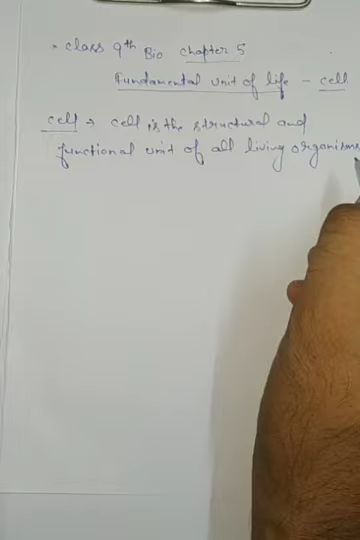 * class 9th Bio chapter 5
Fundamental unit of life - cell
cell → cell is the structural and
functional unit of all living organisms